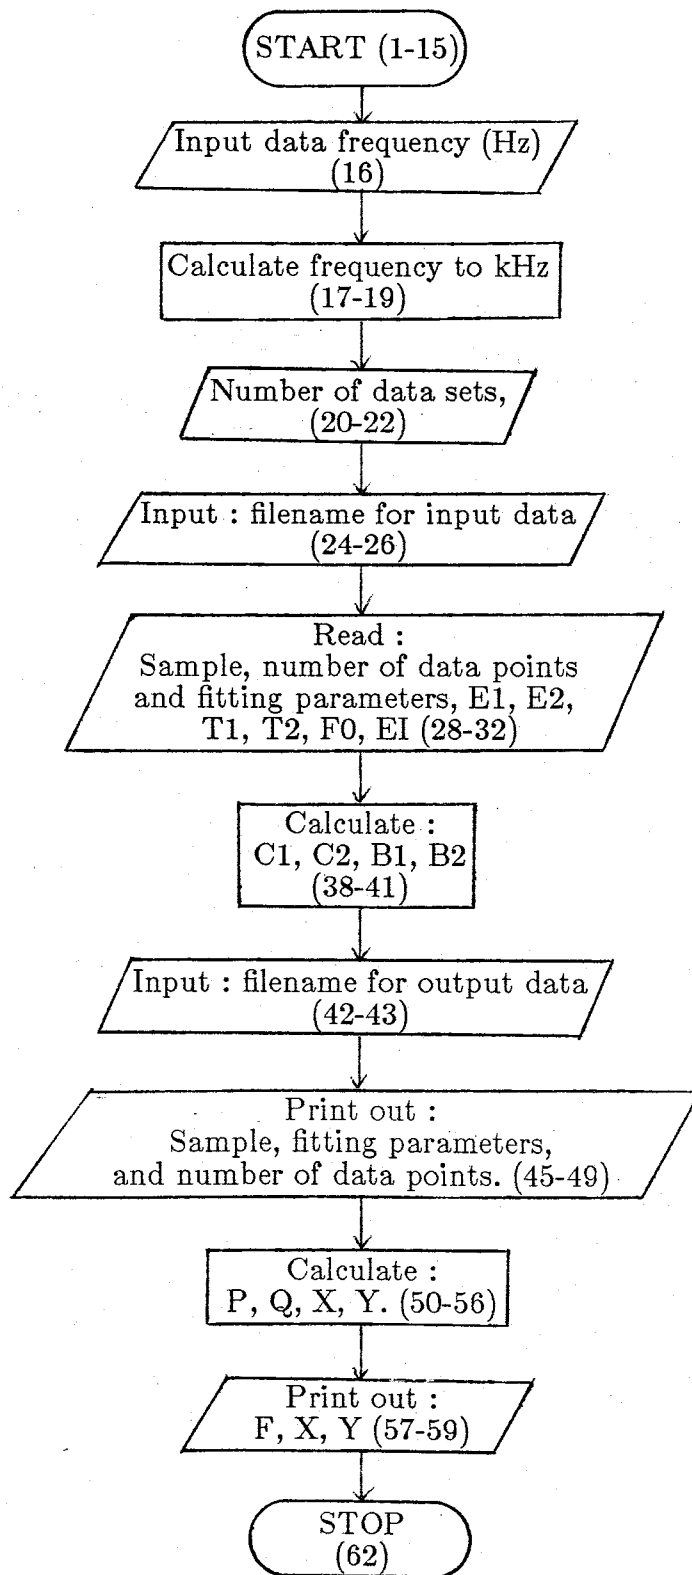 START (1-15)
Input data frequency (Hz)
(16)
Calculate frequency to kHz
(17-19)
Number of data sets,
(20-22)
Input : filename for input data
(24-26)
Read :
Sample, number of data points
and fitting parameters, E1, E2,
T1, T2, F0, EI (28-32)
Calculate :
C1, C2, B1, B2
(38-41)
Input : filename for output data
(42-43)
Print out :
Sample, fitting parameters,
and number of data points. (45-49)
Calculate :
P, Q, X, Y. (50-56)
Print out :
F, X, Y (57-59)
STOP
(62)